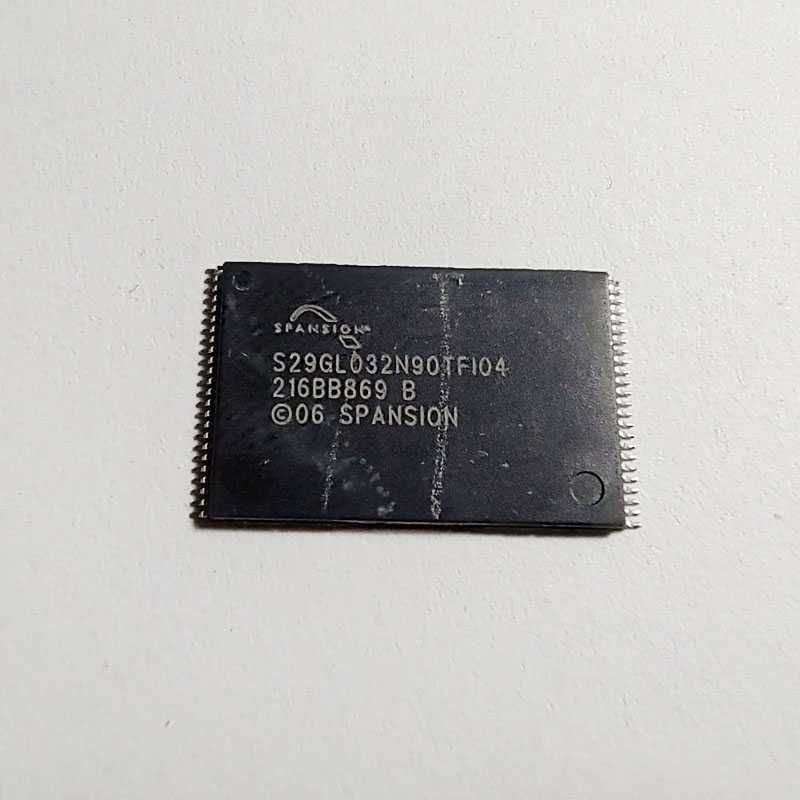 SPANSION
S29GL032N90TFI04
216BB869 B
©06 SPANSION